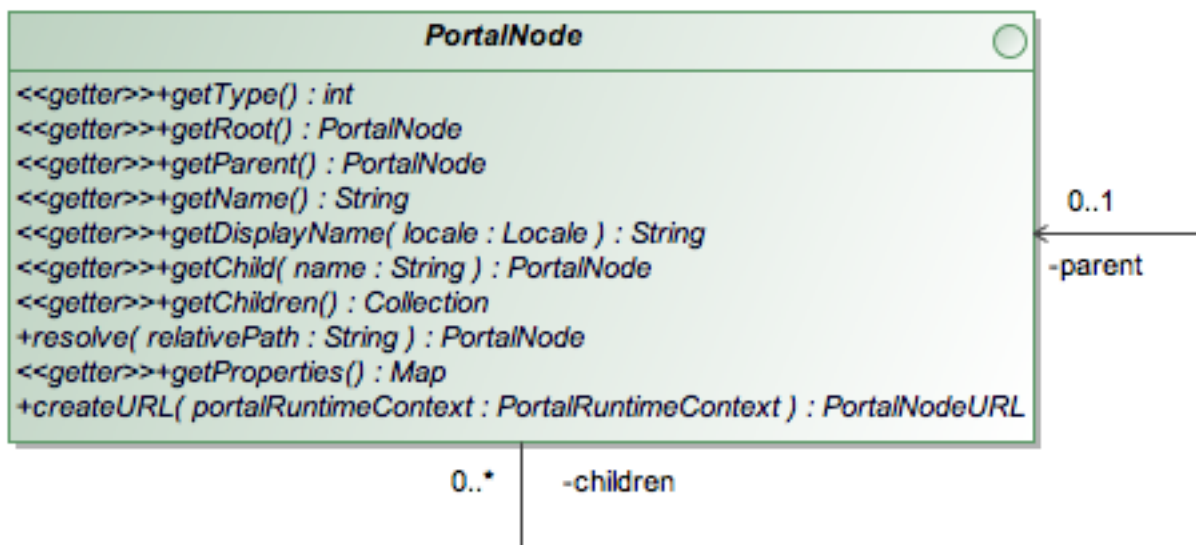 PortalNode
<<getter>>+getType() : int
<<getter>>+getRoot() : PortalNode
<<getter>>+getParent() : PortalNode
<<getter>>+getName() : String
<<getter>>+getDisplayName( locale : Locale ) : String
<<getter>>+getChild( name : String ) : PortalNode
<<getter>>+getChildren() : Collection
+resolve( relativePath : String ) : PortalNode
<<getter>>+getProperties() : Map
+createURL( portalRuntimeContext : PortalRuntimeContext ) : PortalNodeURL
0..1
-parent
0..* -children